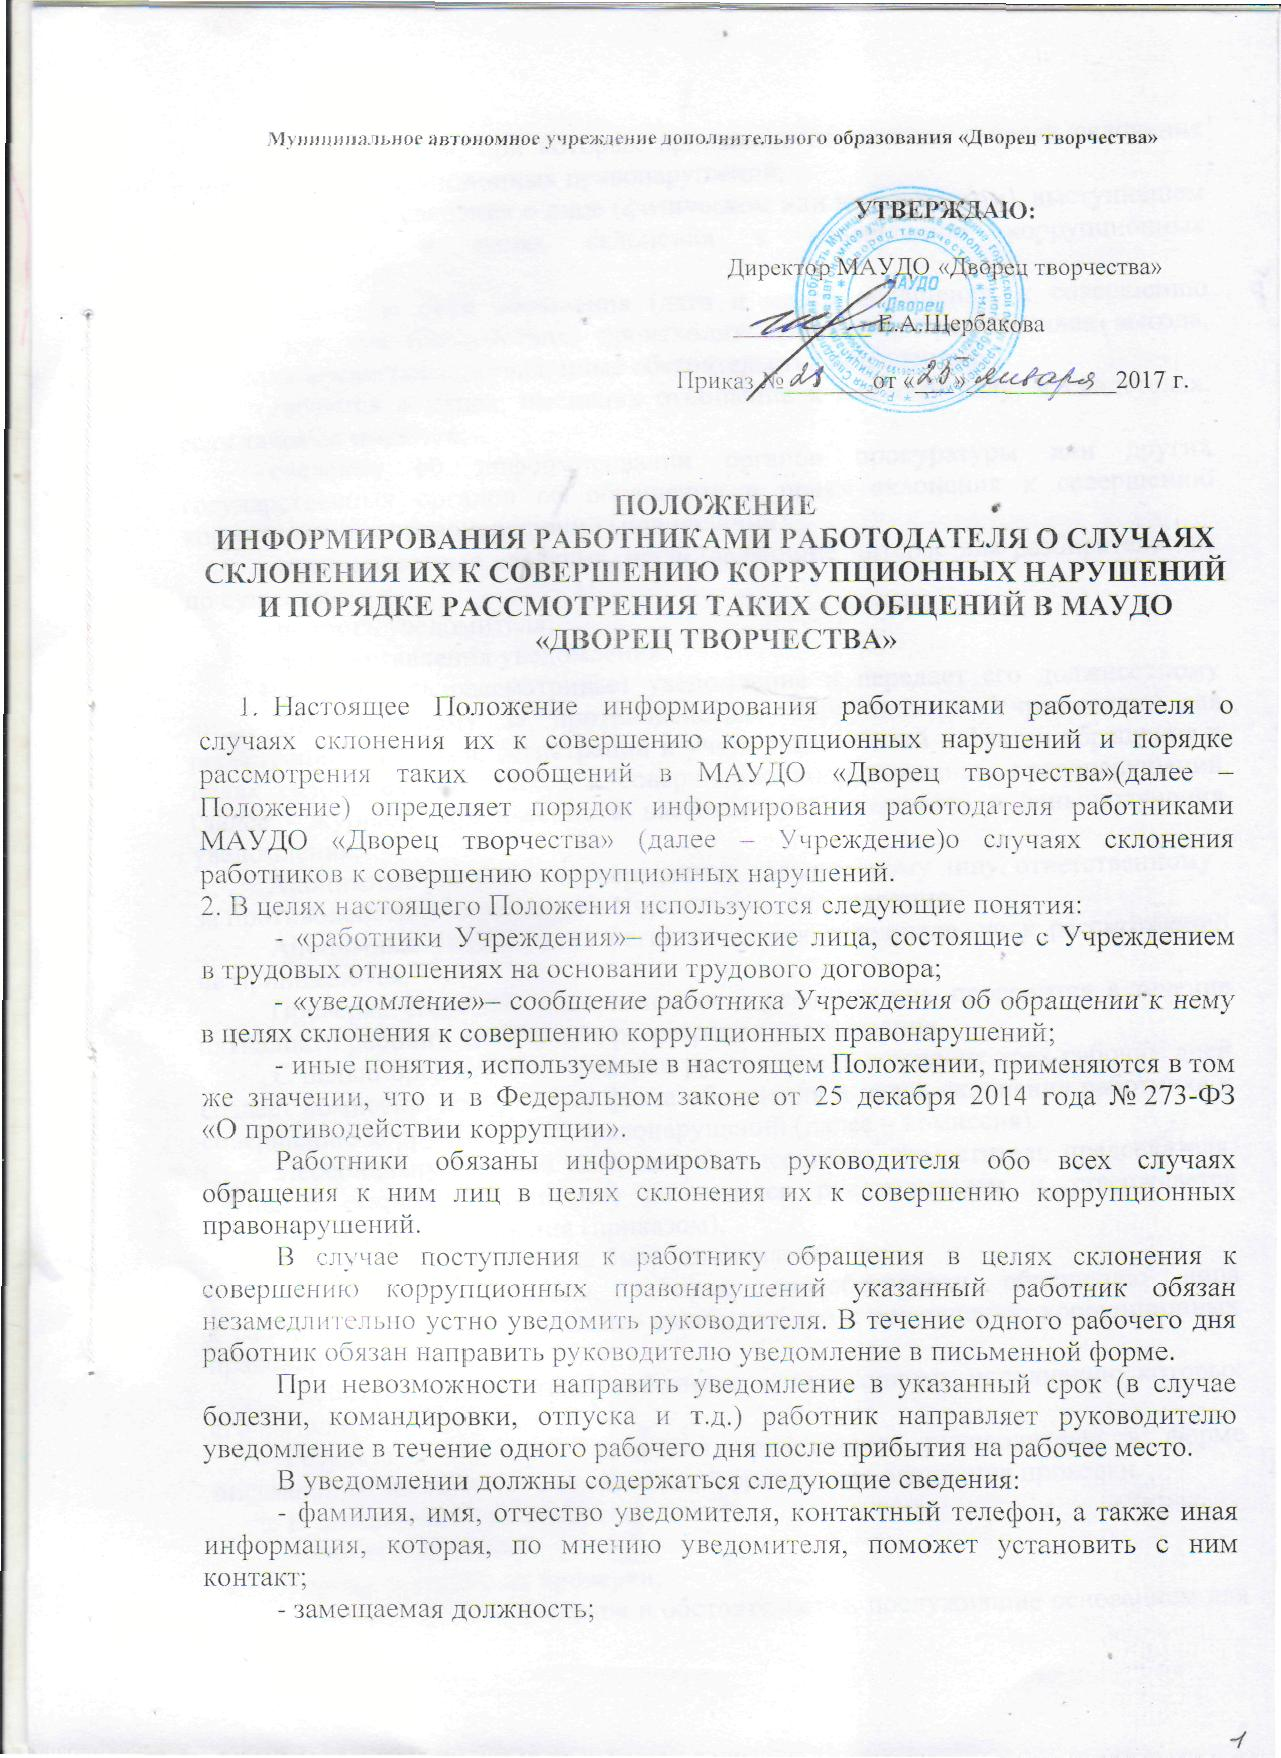 Муниципальное автономное учреждение дополнительного образования «Дворец творчества»
УТВЕРЖДАЮ:
Директор МАУДО «Дворец творчества»
Е.А.Щербакова
Приказ № 23 от «23» января 2017 г.
МАУДО
«Дворец
творчества»
ПОЛОЖЕНИЕ
ИНФОРМИРОВАНИЯ РАБОТНИКАМИ РАБОТОДАТЕЛЯ О СЛУЧАЯХ
СКЛОНЕНИЯ ИХ К СОВЕРШЕНИЮ КОРРУПЦИОННЫХ НАРУШЕНИЙ
И ПОРЯДКЕ РАССМОТРЕНИЯ ТАКИХ СООБЩЕНИЙ В МАУДО
«ДВОРЕЦ ТВОРЧЕСТВА»
1. Настоящее Положение информирования работниками работодателя о
случаях склонения их к совершению коррупционных нарушений и порядке
рассмотрения таких сообщений в МАУДО «Дворец творчества»(далее –
Положение) определяет порядок информирования работодателя работниками
МАУДО «Дворец творчества» (далее – Учреждение)о случаях склонения
работников к совершению коррупционных нарушений.
2. В целях настоящего Положения используются следующие понятия:
- «работники Учреждения»– физические лица, состоящие с Учреждением
в трудовых отношениях на основании трудового договора;
- «уведомление»– сообщение работника Учреждения об обращении к нему
в целях склонения к совершению коррупционных правонарушений;
- иные понятия, используемые в настоящем Положении, применяются в том
же значении, что и в Федеральном законе от 25 декабря 2014 года № 273-ФЗ
«О противодействии коррупции».
Работники обязаны информировать руководителя обо всех случаях
обращения к ним лиц в целях склонения их к совершению коррупционных
правонарушений.
В случае поступления к работнику обращения в целях склонения к
совершению коррупционных правонарушений указанный работник обязан
незамедлительно устно уведомить руководителя. В течение одного рабочего дня
работник обязан направить руководителю уведомление в письменной форме.
При невозможности направить уведомление в указанный срок (в случае
болезни, командировки, отпуска и т.д.) работник направляет руководителю
уведомление в течение одного рабочего дня после прибытия на рабочее место.
В уведомлении должны содержаться следующие сведения:
- фамилия, имя, отчество уведомителя, контактный телефон, а также иная
информация, которая, по мнению уведомителя, поможет установить с ним
контакт;
- замещаемая должность;
1